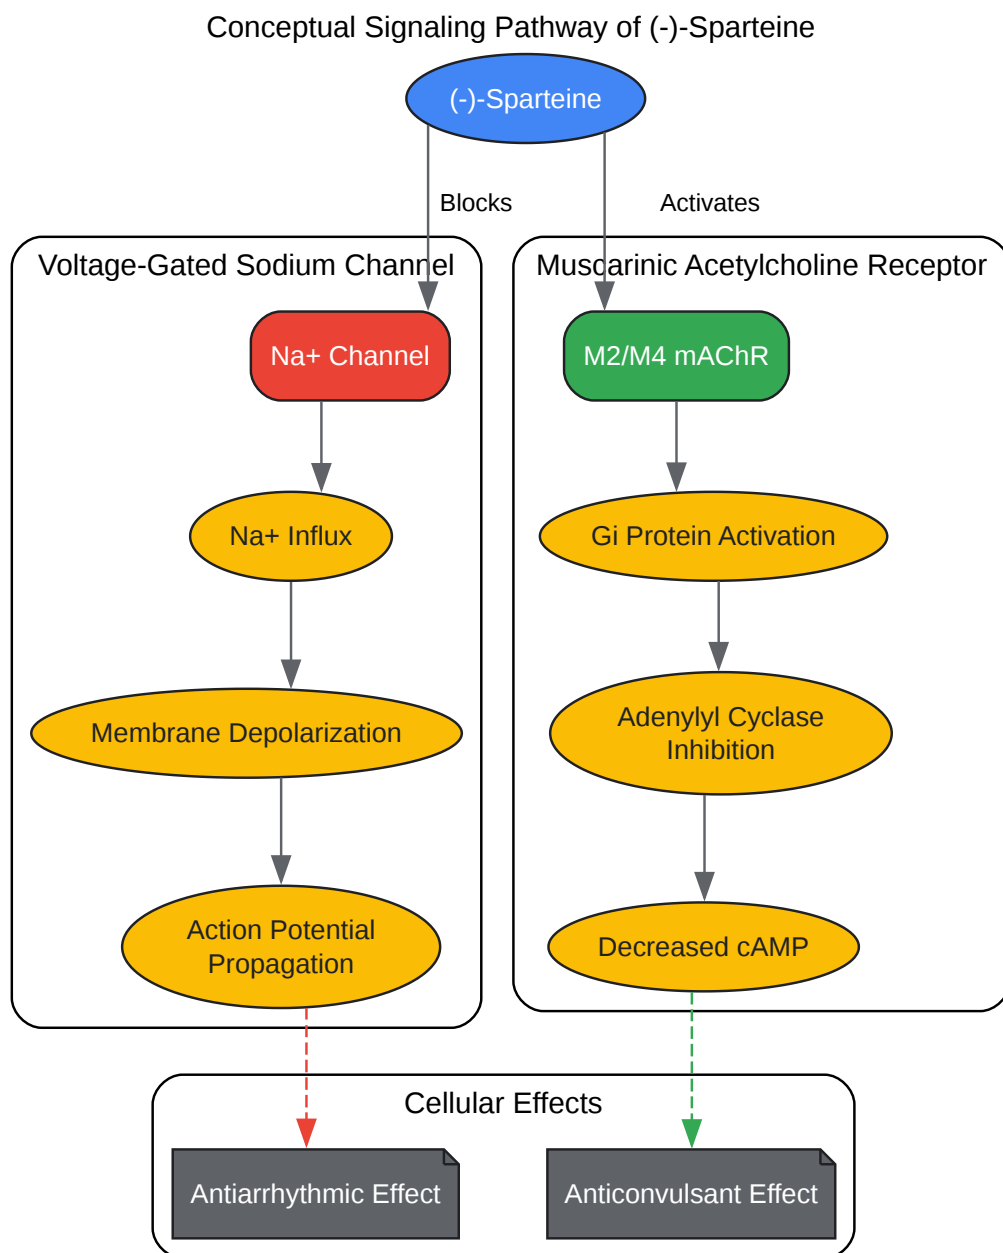 Conceptual Signaling Pathway of (-)-Sparteine
(-)-Sparteine
Blocks
Activates
Voltage-Gated Sodium Channel
Muscarinic Acetylcholine Receptor
Na+ Channel
M2/M4 mAChR
Na+ Influx
Gi Protein Activation
Membrane Depolarization
Adenylyl Cyclase
Inhibition
Action Potential
Propagation
Decreased cAMP
Cellular Effects
Antiarrhythmic Effect
Anticonvulsant Effect